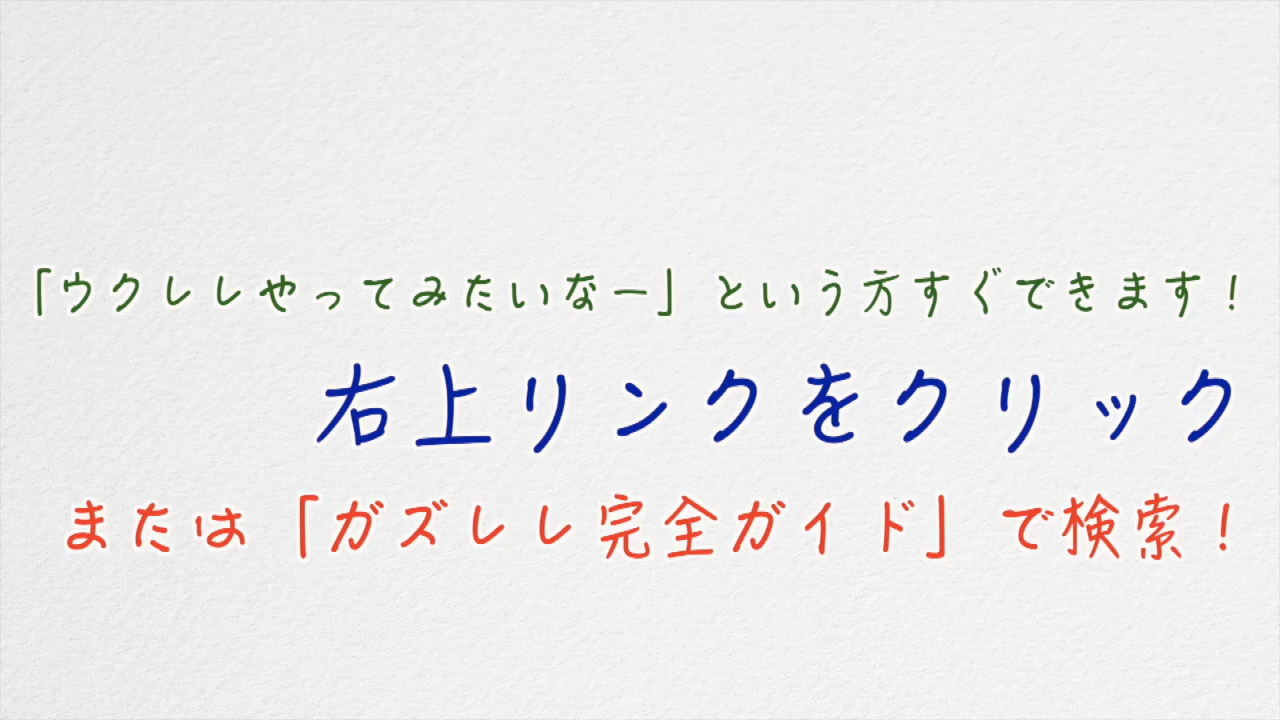 「ウクレレやってみたいなー」という方すぐできます！
右上リンクをクリック
または「ガズレレ完全ガイド」で検索！